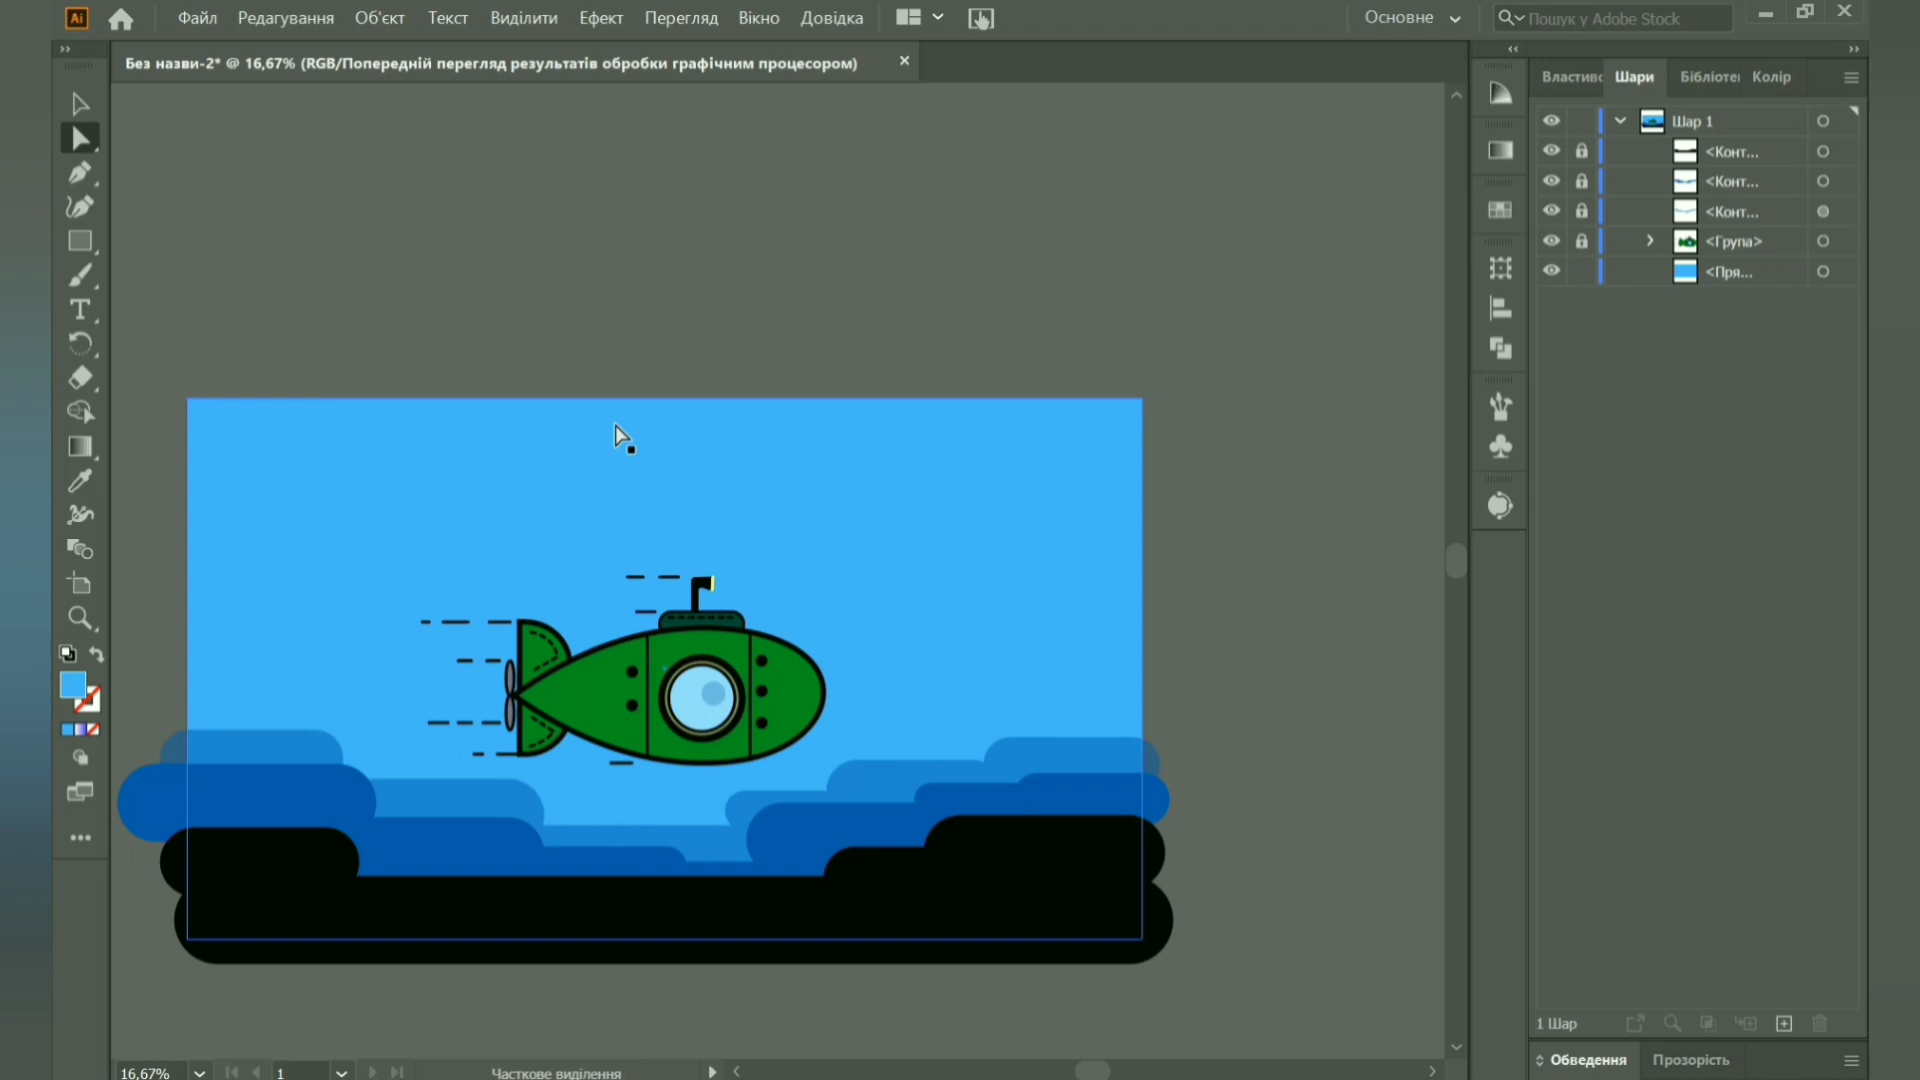 Ai Файл Редагування Об'єкт Текст Виділити Ефект Перегляд Вікно Довідка Основне Пошук у Adobe Stock
Без назви-2* @ 16,67% (RGB/Попередній перегляд результатів обробки графічним процесором)
Властивс Шари Бібліотеі Колір
Шар 1
<Конт...
<Конт...
<Конт...
<Група>
<Пря...
1 Шар
Обведення Прозорість
16,67% 1 Часткове виділення